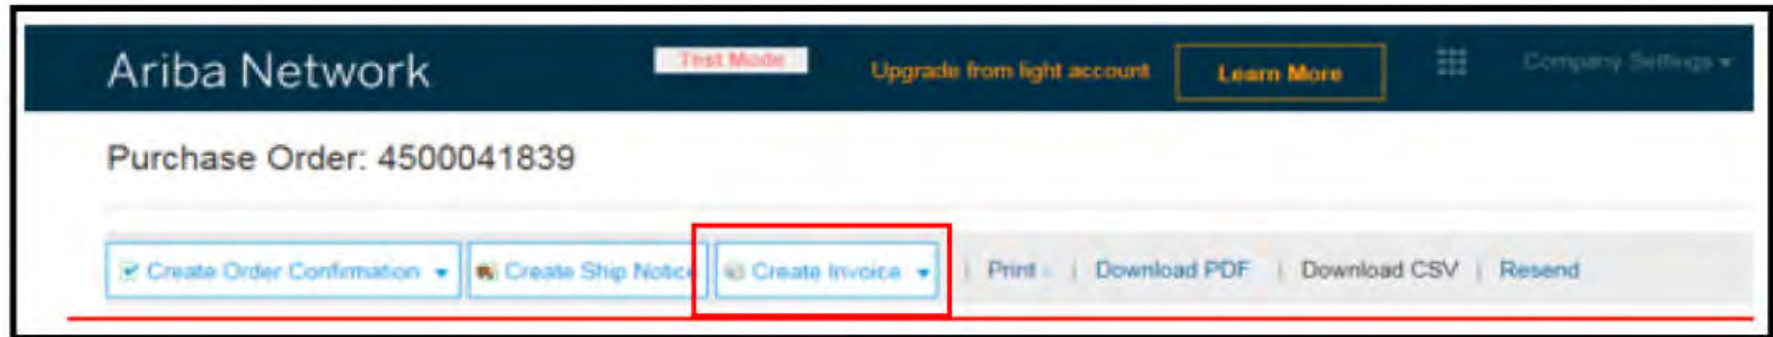 Ariba Network Test Mode Upgrade from light account Learn More Company Settings
Purchase Order: 4500041839
Create Order Confirmation Create Ship Notice Create Invoice | Print | Download PDF | Download CSV | Resend